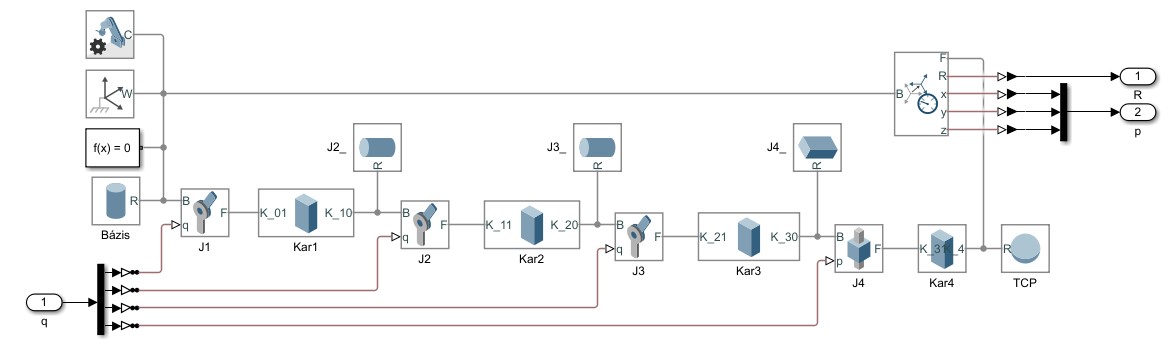 C
W
f(x) = 0
R
Bázis
B
q
F
J1
K_01
K_10
Kar1
J2_
R
B
q
F
J2
K_11
K_20
Kar2
J3_
R
B
q
F
J3
K_21
K_30
Kar3
J4_
R
B
p
F
J4
K_31
K_4
Kar4
R
TCP
B
F
R
x
y
z
1
R
2
p
1
q